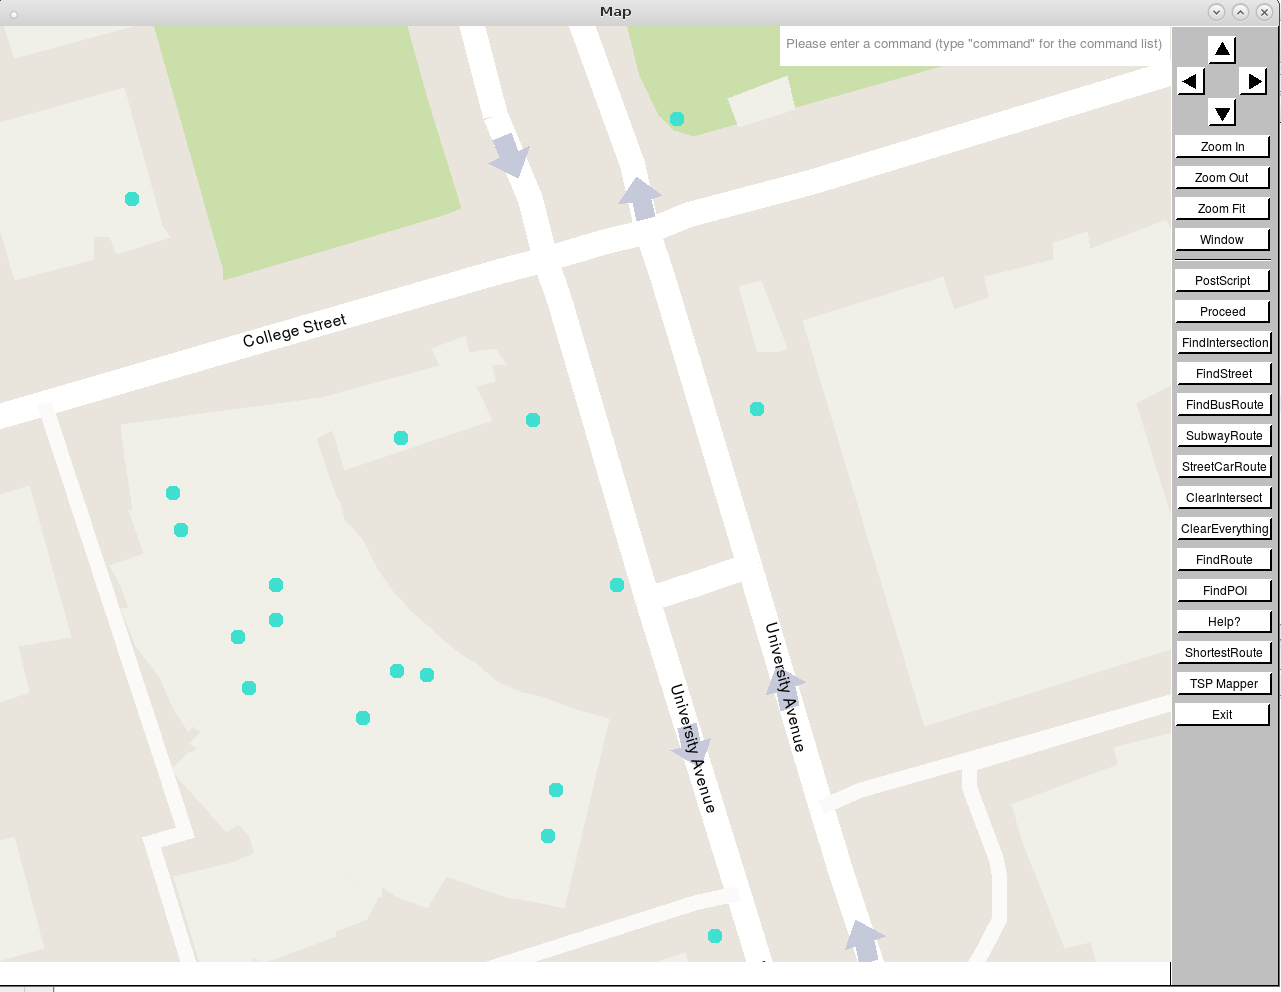 Map
Please enter a command (type "command" for the command list)
Zoom In
Zoom Out
Zoom Fit
Window
PostScript
Proceed
FindIntersection
FindStreet
FindBusRoute
SubwayRoute
StreetCarRoute
ClearIntersect
ClearEverything
FindRoute
FindPOI
Help?
ShortestRoute
TSP Mapper
Exit
College Street
University Avenue
University Avenue